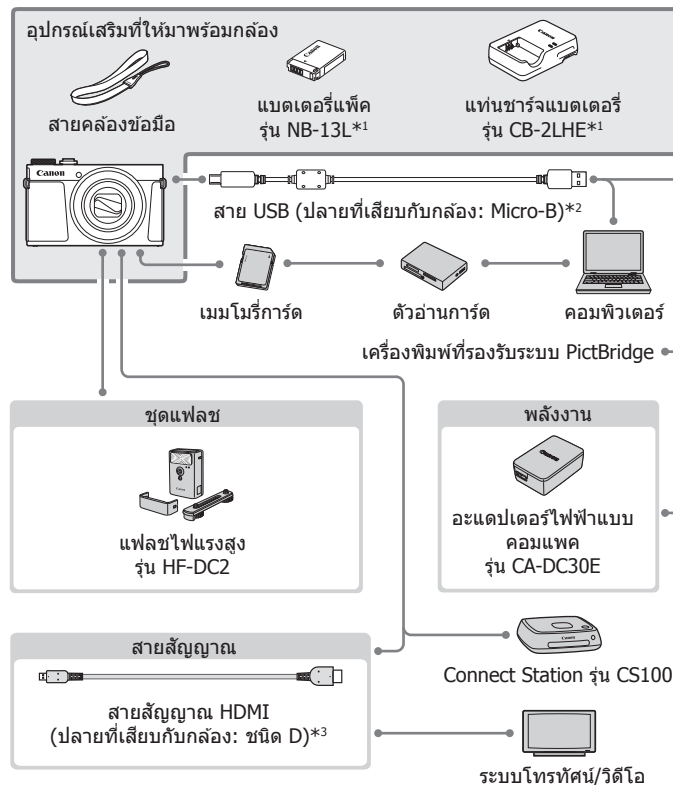 อุปกรณ์เสริมที่ให้มาพร้อมกล้อง
สายคล้องข้อมือ
แบตเตอรี่แพ็ค
รุ่น NB-13L*1
แท่นชาร์จแบตเตอรี่
รุ่น CB-2LHE*1
Canon
สาย USB (ปลายที่เสียบกับกล้อง: Micro-B)*2
เมมโมรี่การ์ด
ตัวอ่านการ์ด
คอมพิวเตอร์
เครื่องพิมพ์ที่รองรับระบบ PictBridge
ชุดแฟลช
แฟลชไฟแรงสูง
รุ่น HF-DC2
พลังงาน
อะแดปเตอร์ไฟฟ้าแบบ
คอมแพค
รุ่น CA-DC30E
สายสัญญาณ
สายสัญญาณ HDMI
(ปลายที่เสียบกับกล้อง: ชนิด D)*3
Connect Station รุ่น CS100
ระบบโทรทัศน์/วิดีโอ